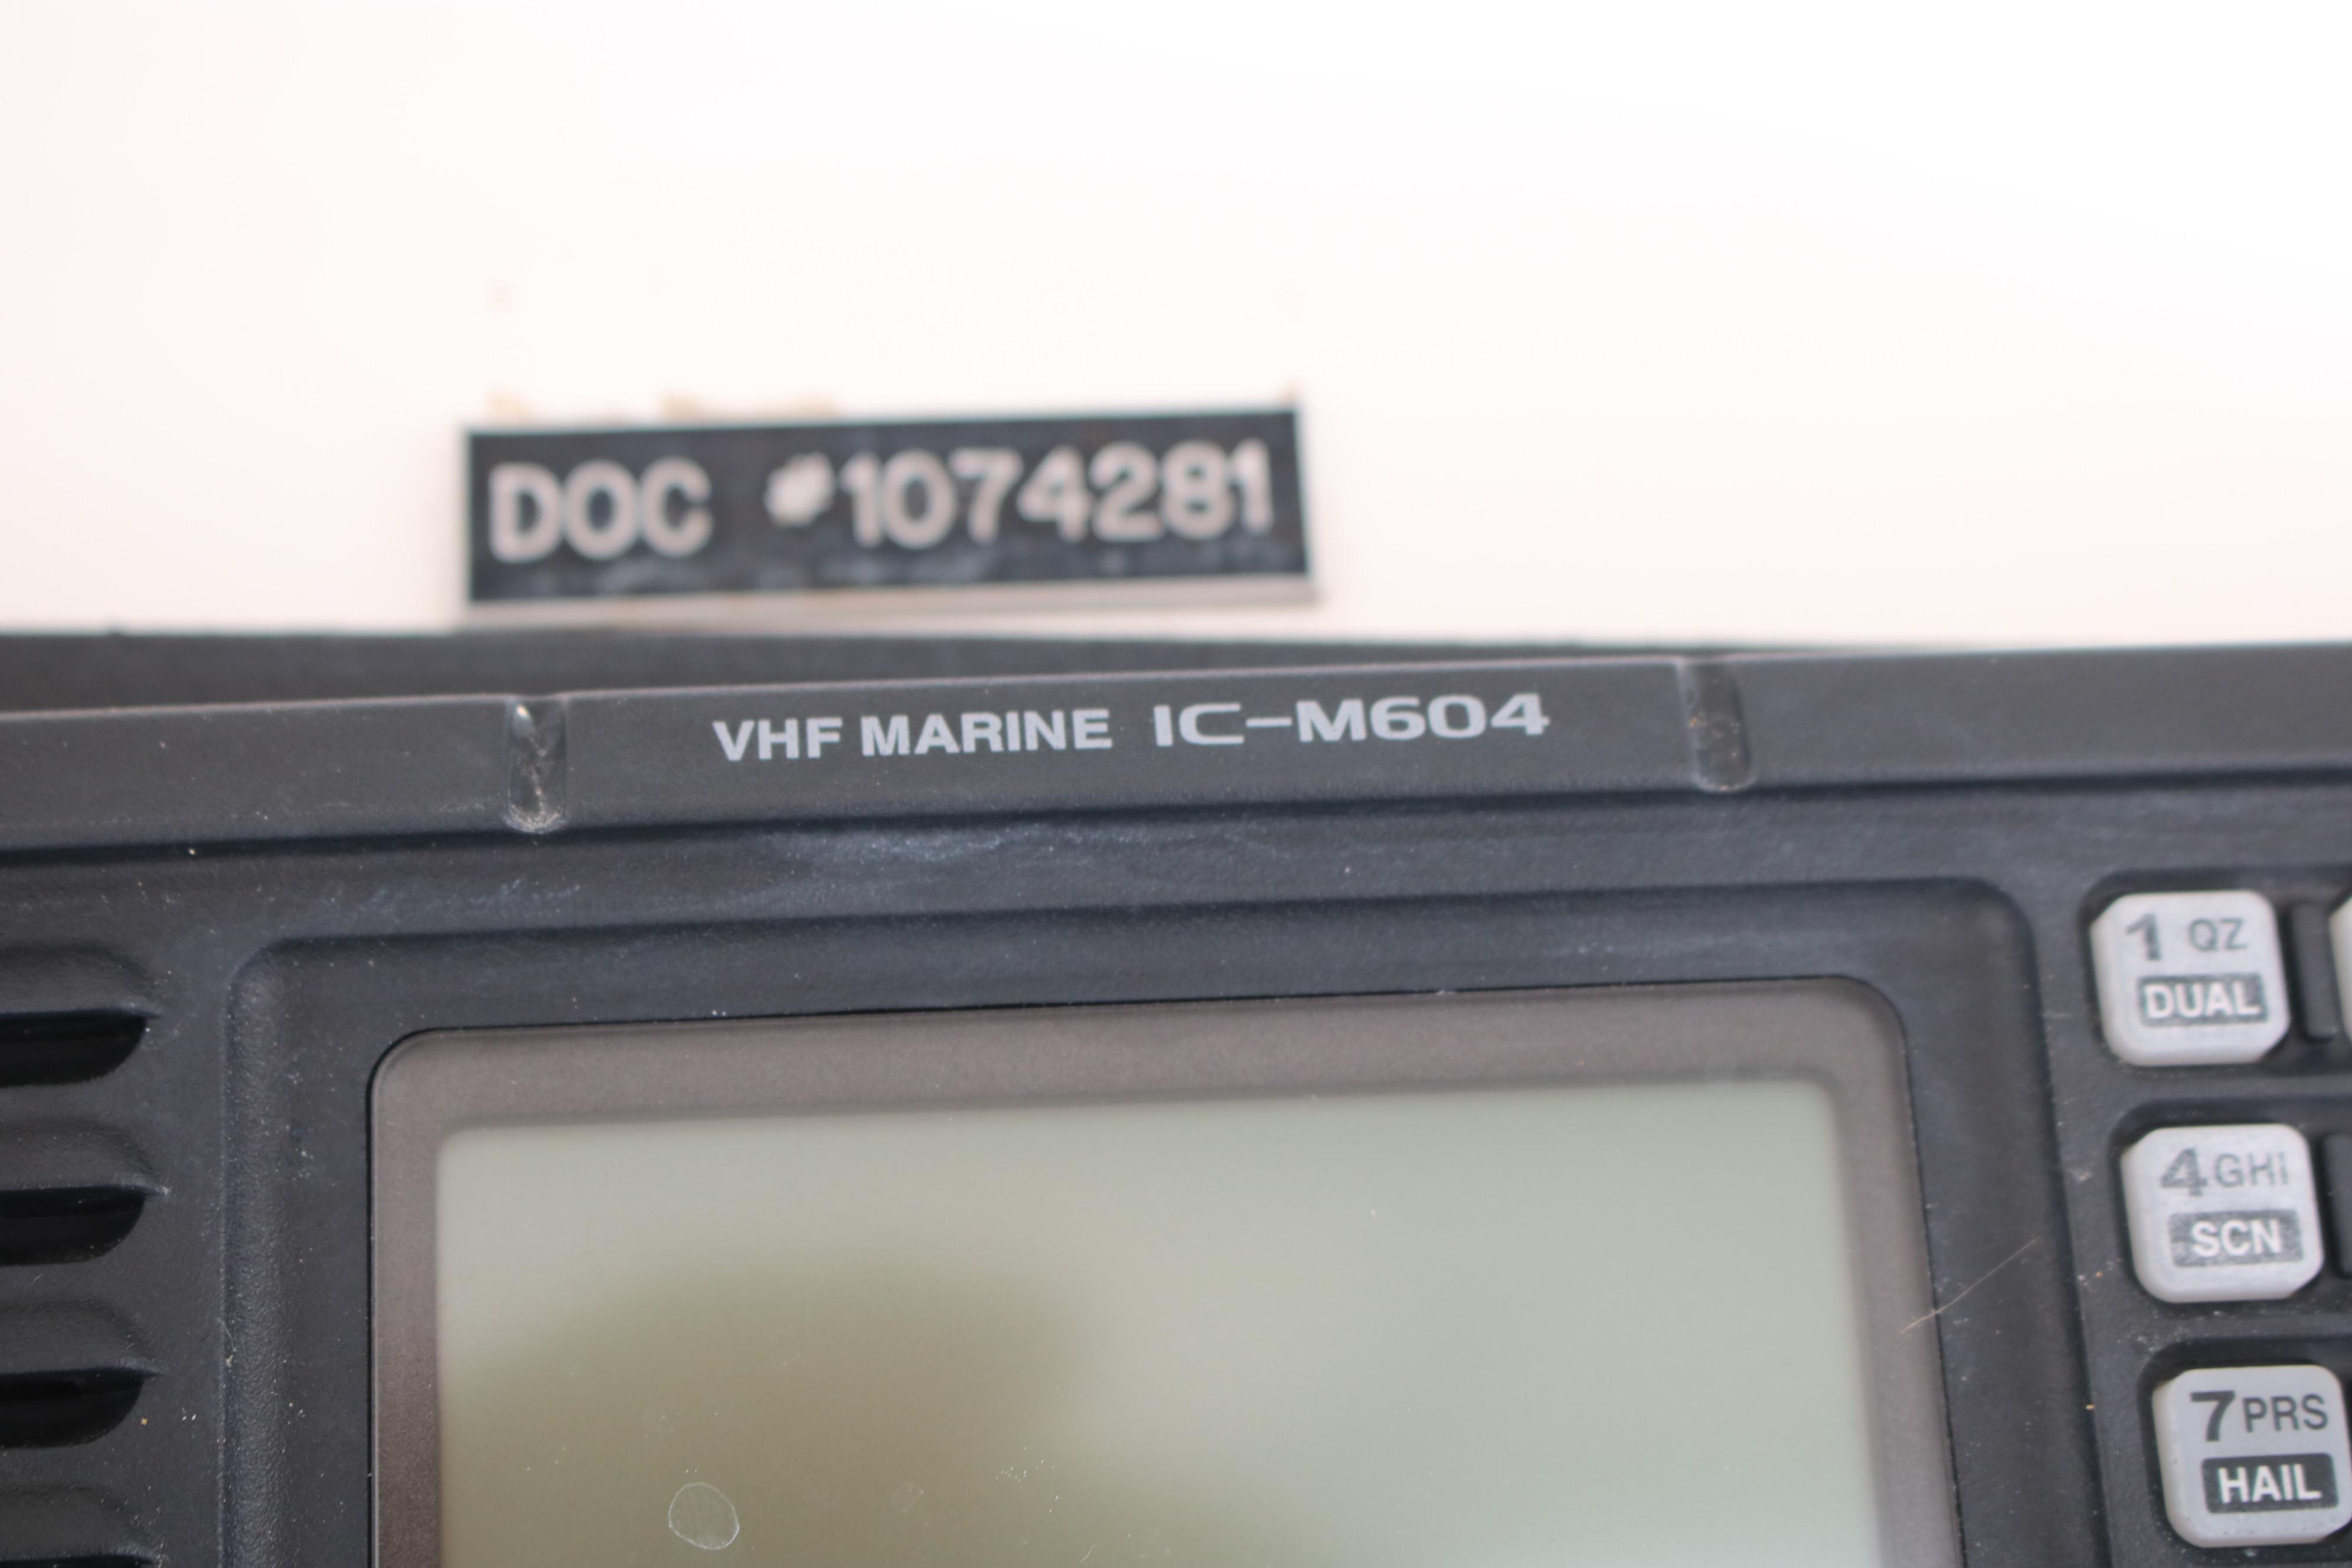 DOC #1074281
VHF MARINE IC-M604
1 QZ
DUAL
4 GHI
SCN
7 PRS
HAIL